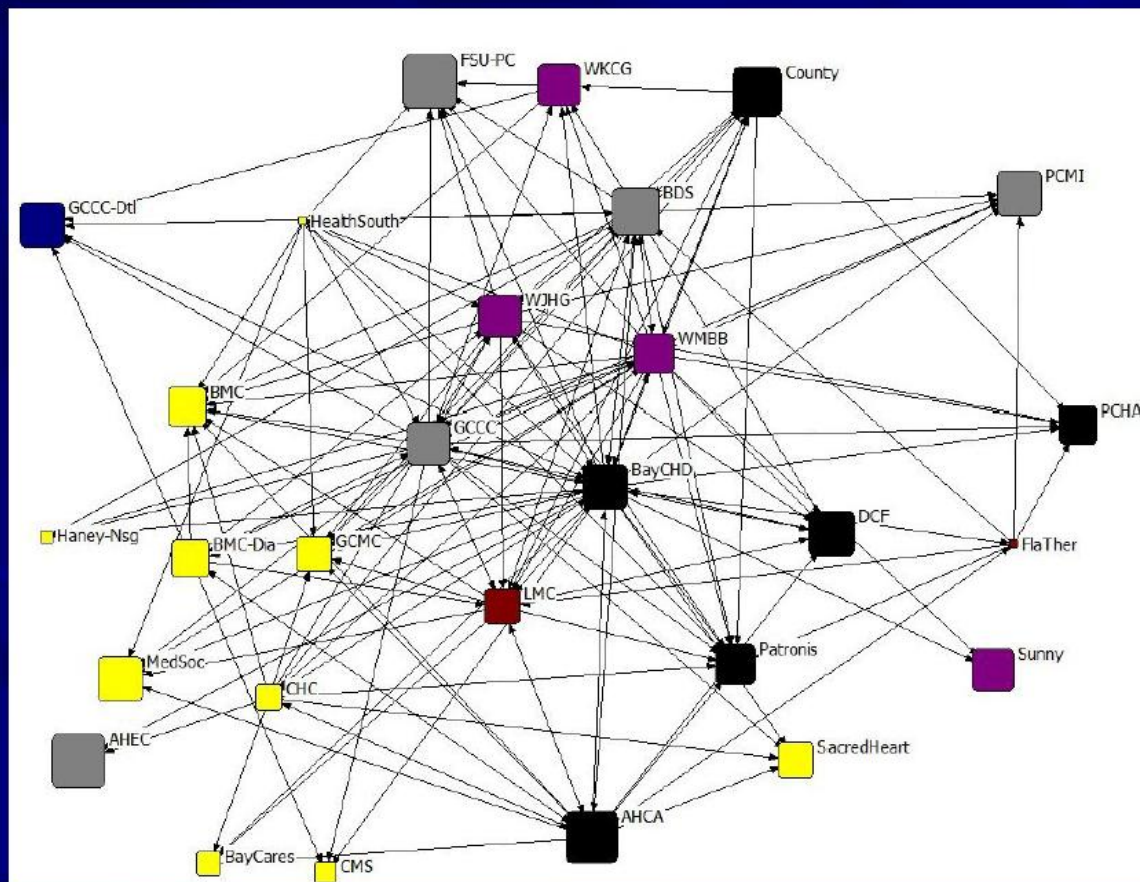 FSU-PC
WKCG
County
PCMI
BDS
GCCC-Dtl
HealthSouth
WJHG
WMBB
BMC
GCCC
PCHA
BayCHD
DCF
Haney-Nsg
BMC-Dia
GCMC
FlaTher
LMC
Patronis
Sunny
MedSoc
CHC
AHEC
SacredHeart
AHCA
BayCares
CMS